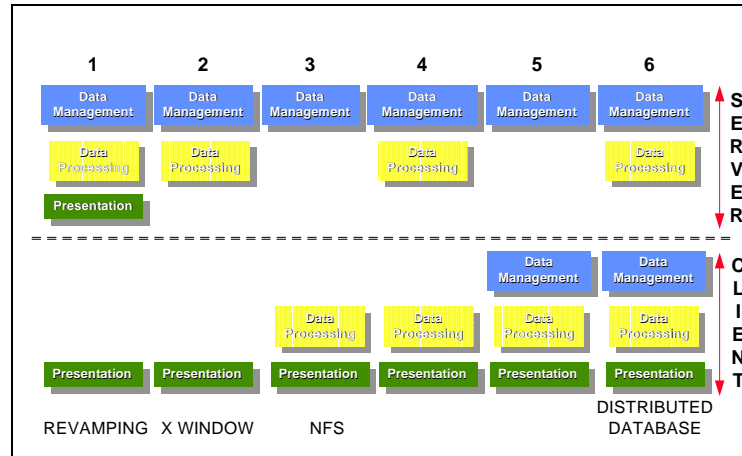 1 2 3 4 5 6
Data Management Data Management Data Management Data Management Data Management Data Management
Data Processing Data Processing Data Processing Data Processing
Presentation
SERVER
Data Management Data Management
Data Processing Data Processing Data Processing Data Processing
Presentation Presentation Presentation Presentation Presentation Presentation
CLIENT
REVAMPING X WINDOW NFS DISTRIBUTED DATABASE